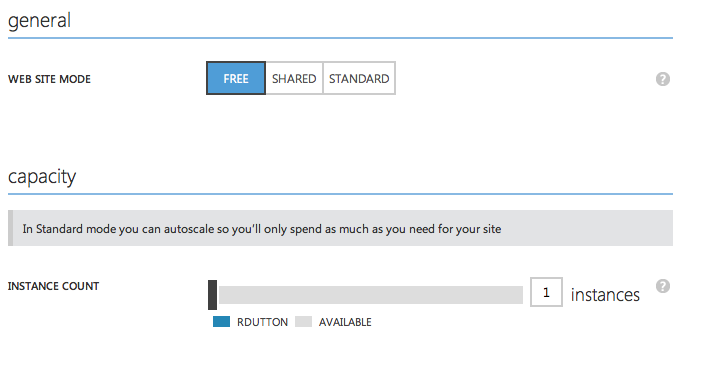 general
WEB SITE MODE FREE SHARED STANDARD ?
capacity
In Standard mode you can autoscale so you'll only spend as much as you need for your site
INSTANCE COUNT 1 instances ?
RDUTTON AVAILABLE